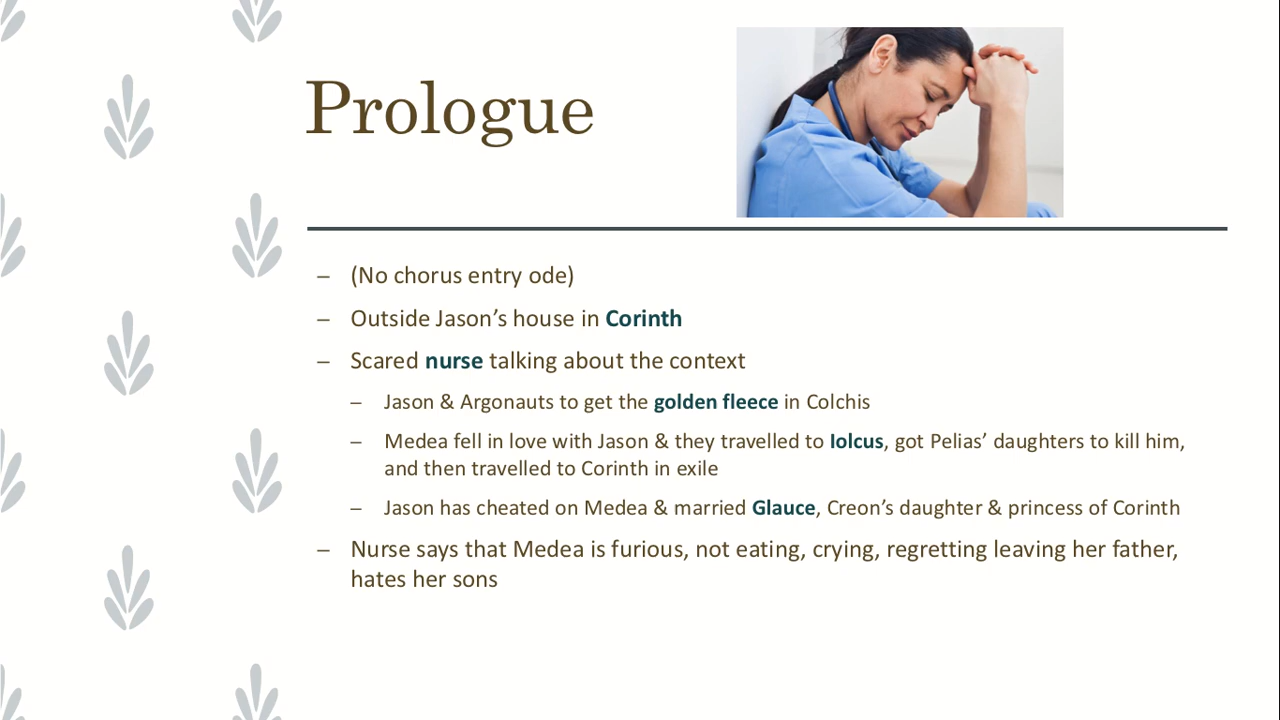 Prologue
– (No chorus entry ode)
– Outside Jason’s house in Corinth
– Scared nurse talking about the context
– Jason & Argonauts to get the golden fleece in Colchis
– Medea fell in love with Jason & they travelled to Iolcus, got Pelias’ daughters to kill him,
and then travelled to Corinth in exile
– Jason has cheated on Medea & married Glauce, Creon’s daughter & princess of Corinth
– Nurse says that Medea is furious, not eating, crying, regretting leaving her father,
hates her sons